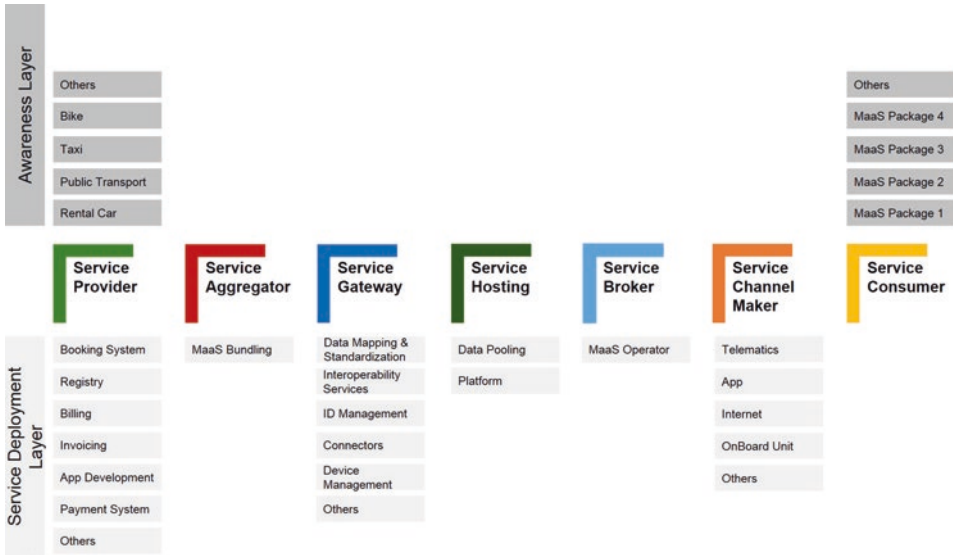 Awareness Layer
Others
Bike
Taxi
Public Transport
Rental Car
Others
MaaS Package 4
MaaS Package 3
MaaS Package 2
MaaS Package 1
Service
Provider
Service
Aggregator
Service
Gateway
Service
Hosting
Service
Broker
Service
Channel
Maker
Service
Consumer
Service Deployment
Layer
Booking System
Registry
Billing
Invoicing
App Development
Payment System
Others
MaaS Bundling
Data Mapping &
Standardization
Interoperability
Services
ID Management
Connectors
Device
Management
Others
Data Pooling
Platform
MaaS Operator
Telematics
App
Internet
OnBoard Unit
Others